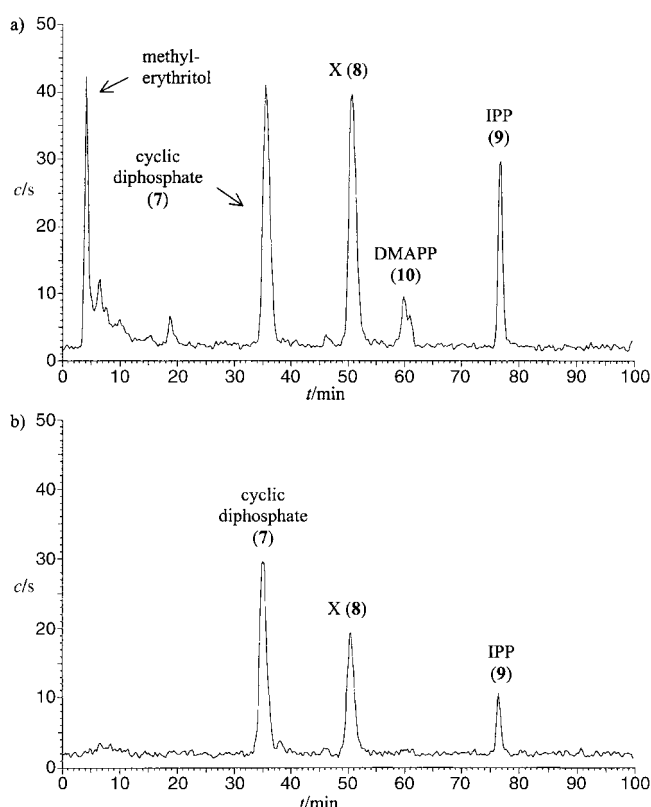 a)
50
40
30
20
10
0
c/s
methyl-
erythritol
cyclic
diphosphate
(7)
X (8)
DMAPP
(10)
IPP
(9)
0 10 20 30 40 50 60 70 80 90 100
t/min
b)
50
40
30
20
10
0
c/s
cyclic
diphosphate
(7)
X (8)
IPP
(9)
0 10 20 30 40 50 60 70 80 90 100
t/min